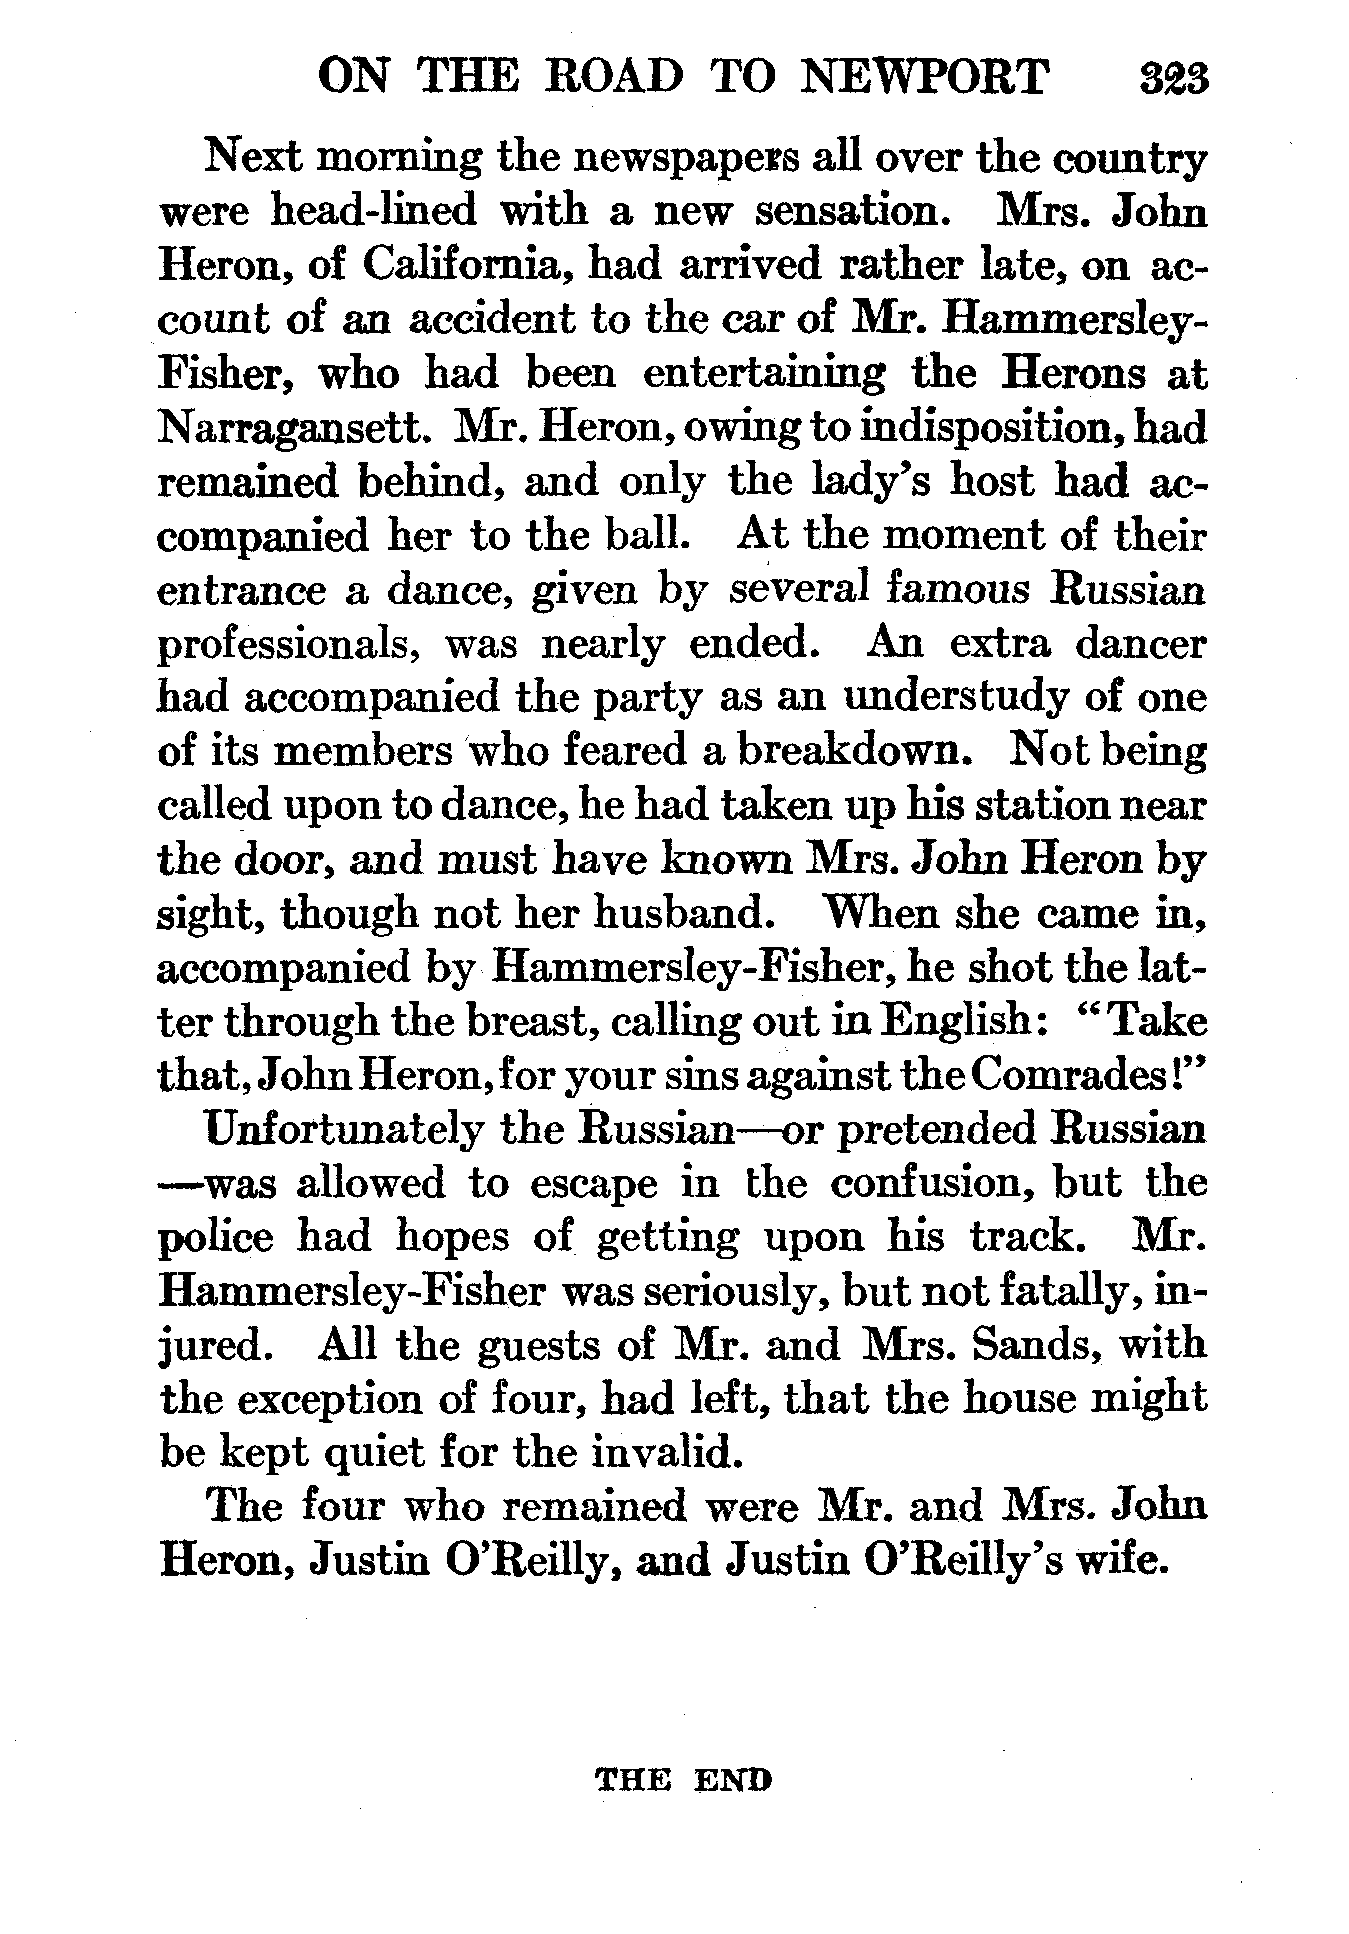 ON THE ROAD TO NEWPORT 323
Next morning the newspapers all over the country
were head-lined with a new sensation. Mrs. John
Heron, of California, had arrived rather late, on ac-
count of an accident to the car of Mr. Hammersley-
Fisher, who had been entertaining the Herons at
Narragansett. Mr. Heron, owing to indisposition, had
remained behind, and only the lady's host had ac-
companied her to the ball. At the moment of their
entrance a dance, given by several famous Russian
professionals, was nearly ended. An extra dancer
had accompanied the party as an understudy of one
of its members who feared a breakdown. Not being
called upon to dance, he had taken up his station near
the door, and must have known Mrs. John Heron by
sight, though not her husband. When she came in,
accompanied by Hammersley-Fisher, he shot the lat-
ter through the breast, calling out in English: "Take
that, John Heron, for your sins against the Comrades!"
Unfortunately the Russian—or pretended Russian
—was allowed to escape in the confusion, but the
police had hopes of getting upon his track. Mr.
Hammersley-Fisher was seriously, but not fatally, in-
jured. All the guests of Mr. and Mrs. Sands, with
the exception of four, had left, that the house might
be kept quiet for the invalid.
The four who remained were Mr. and Mrs. John
Heron, Justin O'Reilly, and Justin O'Reilly's wife.
THE END